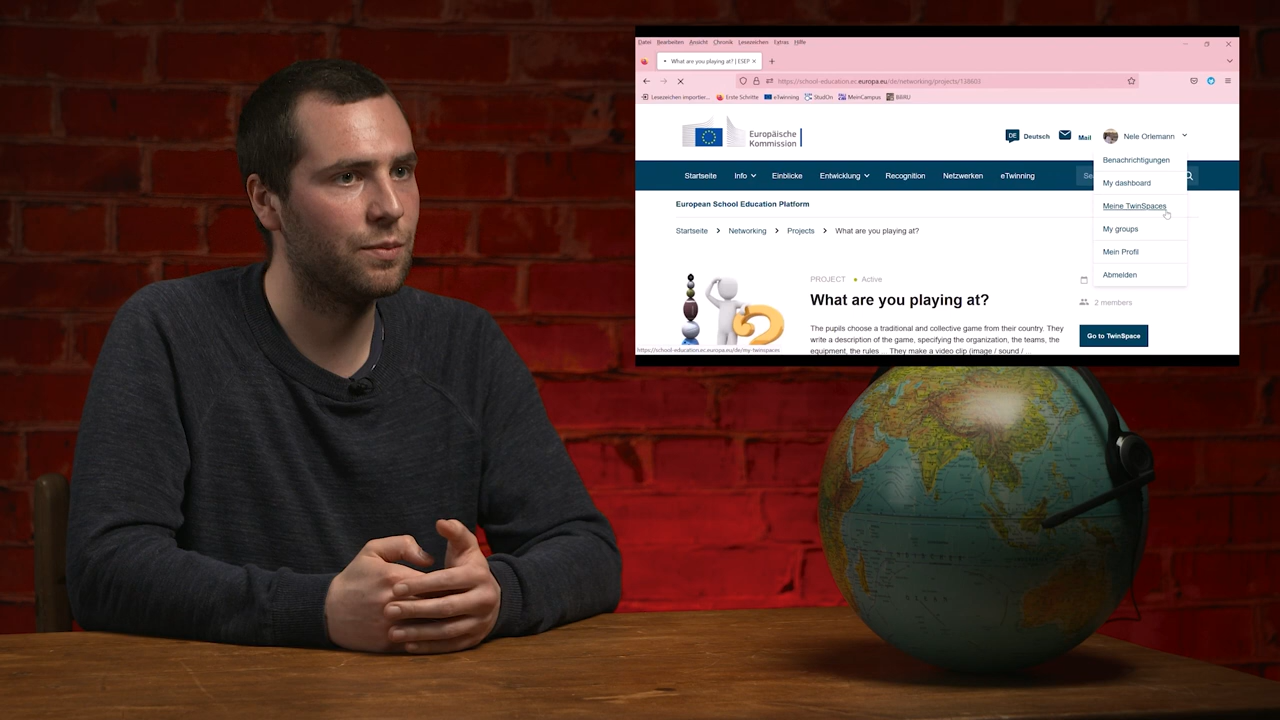 Datei Bearbeiten Ansicht Chronik Lesezeichen Extras Hilfe
What are you playing at? | ESEP
https://school-education.ec.europa.eu/de/networking/projects/138603
Lesezeichen importier... Erste Schritte eTwinning StudOn MeinCampus BBIRU
Europäische
Kommission
DE Deutsch Mail Nele Orlemann
Startseite Info Einblicke Entwicklung Recognition Netzwerken eTwinning Se
Benachrichtigungen
My dashboard
Meine TwinSpaces
My groups
Mein Profil
Abmelden
European School Education Platform
Startseite Networking Projects What are you playing at?
PROJECT Active
What are you playing at?
2 members
The pupils choose a traditional and collective game from their country. They
write a description of the game, specifying the organization, the teams, the
equipment, the rules ... They make a video clip (image / sound / ...
Go to TwinSpace
https://school-education.ec.europa.eu/de/my-twinspaces